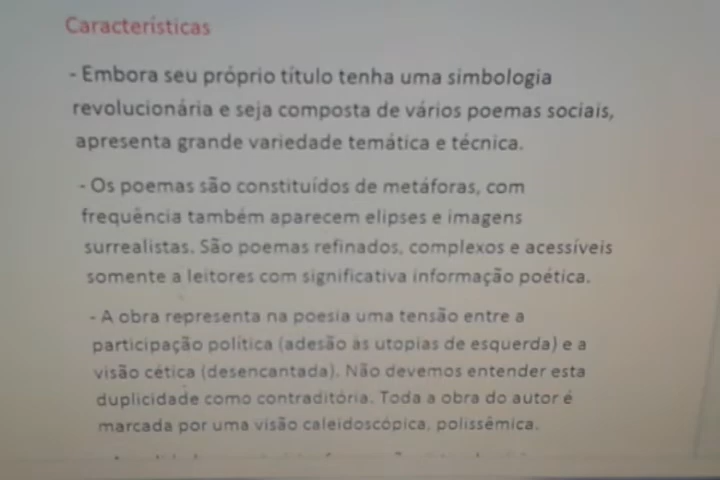 Características
- Embora seu próprio título tenha uma simbologia
revolucionária e seja composta de vários poemas sociais,
apresenta grande variedade temática e técnica.
- Os poemas são constituídos de metáforas, com
frequência também aparecem elipses e imagens
surrealistas. São poemas refinados, complexos e acessíveis
somente a leitores com significativa informação poética.
- A obra representa na poesia uma tensão entre a
participação política (adesão às utopias de esquerda) e a
visão cética (desencantada). Não devemos entender esta
duplicidade como contraditória. Toda a obra do autor é
marcada por uma visão caleidoscópica, polissêmica.